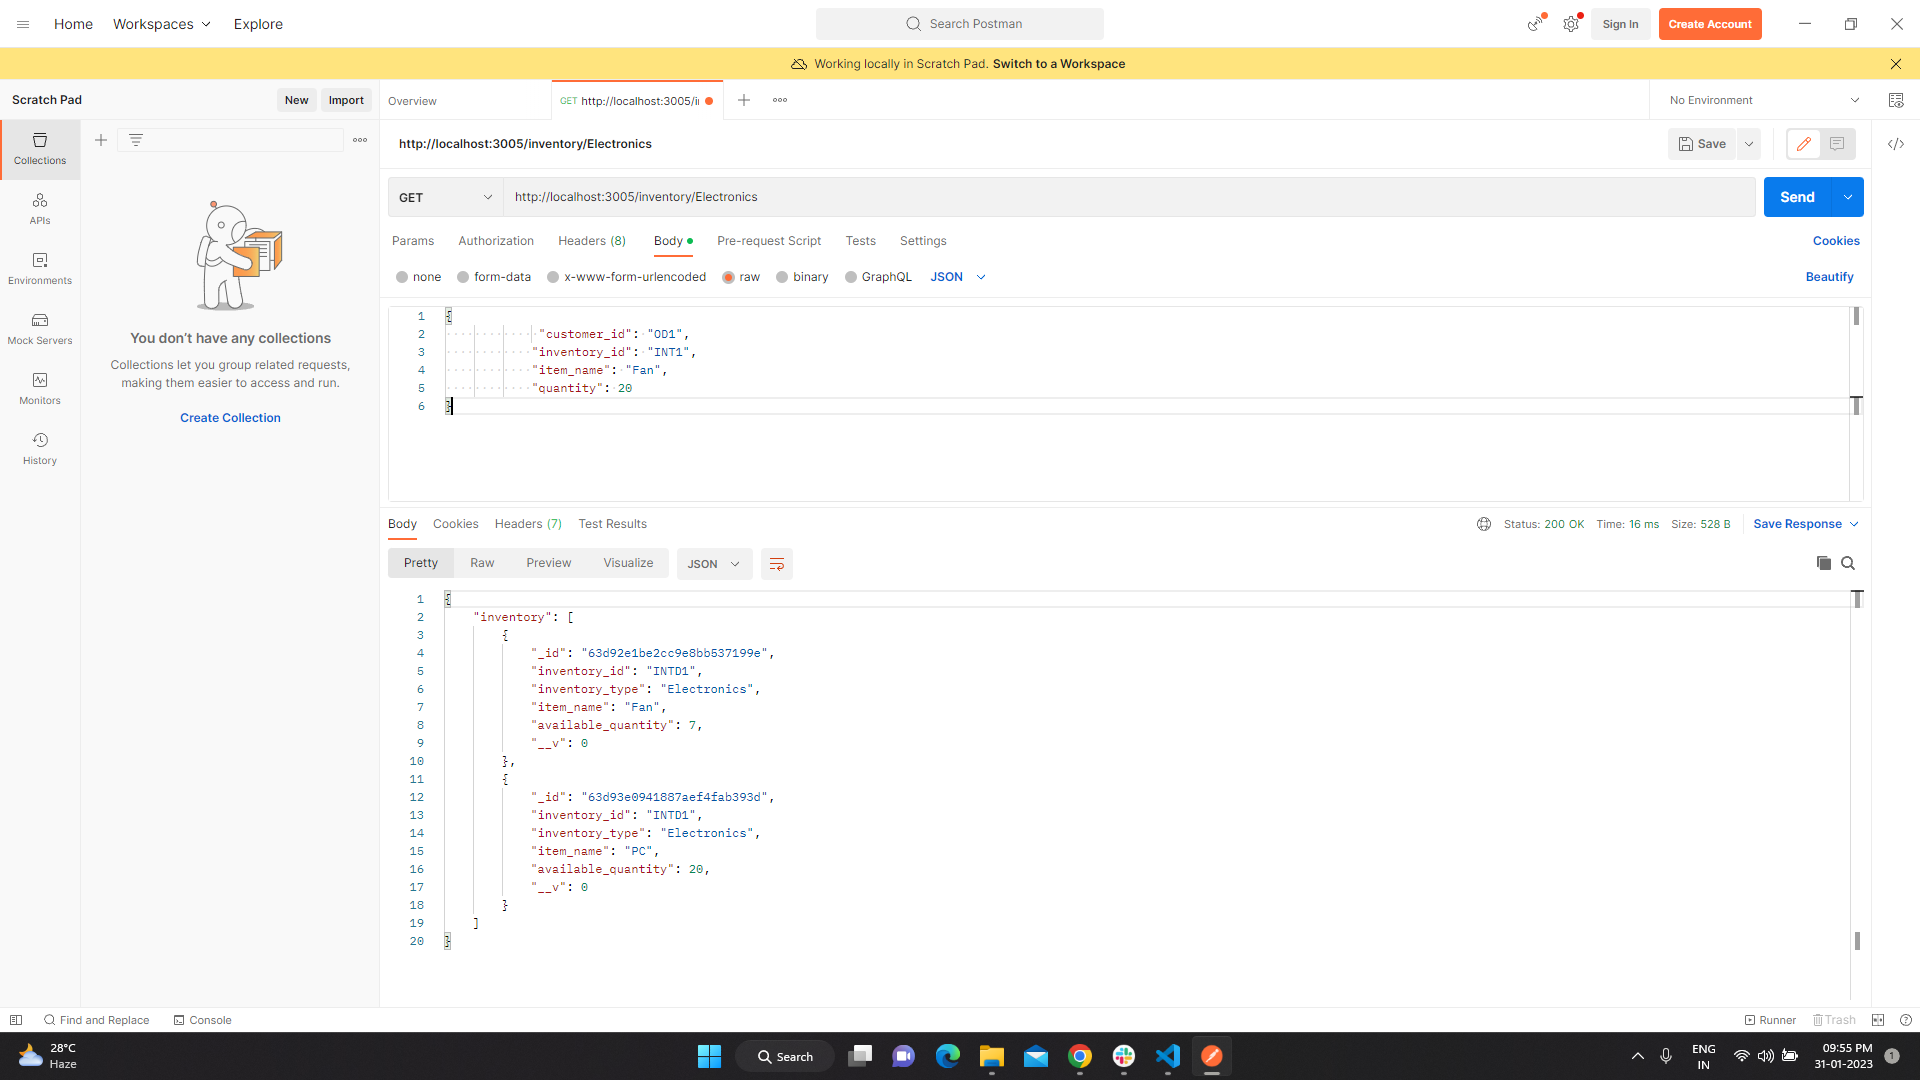 Home
Workspaces
Explore
Search Postman
Sign In
Create Account
Working locally in Scratch Pad. Switch to a Workspace
Scratch Pad
New
Import
Overview
GET http://localhost:3005/i
No Environment
Collections
APIs
Environments
Mock Servers
Monitors
History
You don't have any collections
Collections let you group related requests,
making them easier to access and run.
Create Collection
http://localhost:3005/inventory/Electronics
Save
GET
http://localhost:3005/inventory/Electronics
Send
Params
Authorization
Headers (8)
Body
Pre-request Script
Tests
Settings
Cookies
none
form-data
x-www-form-urlencoded
raw
binary
GraphQL
JSON
Beautify
1 {
2 "customer_id": "OD1",
3 "inventory_id": "INT1",
4 "item_name": "Fan",
5 "quantity": 20
6 }
Body
Cookies
Headers (7)
Test Results
Status: 200 OK
Time: 16 ms
Size: 528 B
Save Response
Pretty
Raw
Preview
Visualize
JSON
1 {
2 "inventory": [
3 {
4 "_id": "63d92e1be2cc9e8bb537199e",
5 "inventory_id": "INTD1",
6 "inventory_type": "Electronics",
7 "item_name": "Fan",
8 "available_quantity": 7,
9 "__v": 0
10 },
11 {
12 "_id": "63d93e0941887aef4fab393d",
13 "inventory_id": "INTD1",
14 "inventory_type": "Electronics",
15 "item_name": "PC",
16 "available_quantity": 20,
17 "__v": 0
18 }
19 ]
20 }
Find and Replace
Console
Runner
Trash
28°C
Haze
Search
ENG
IN
09:55 PM
31-01-2023
1